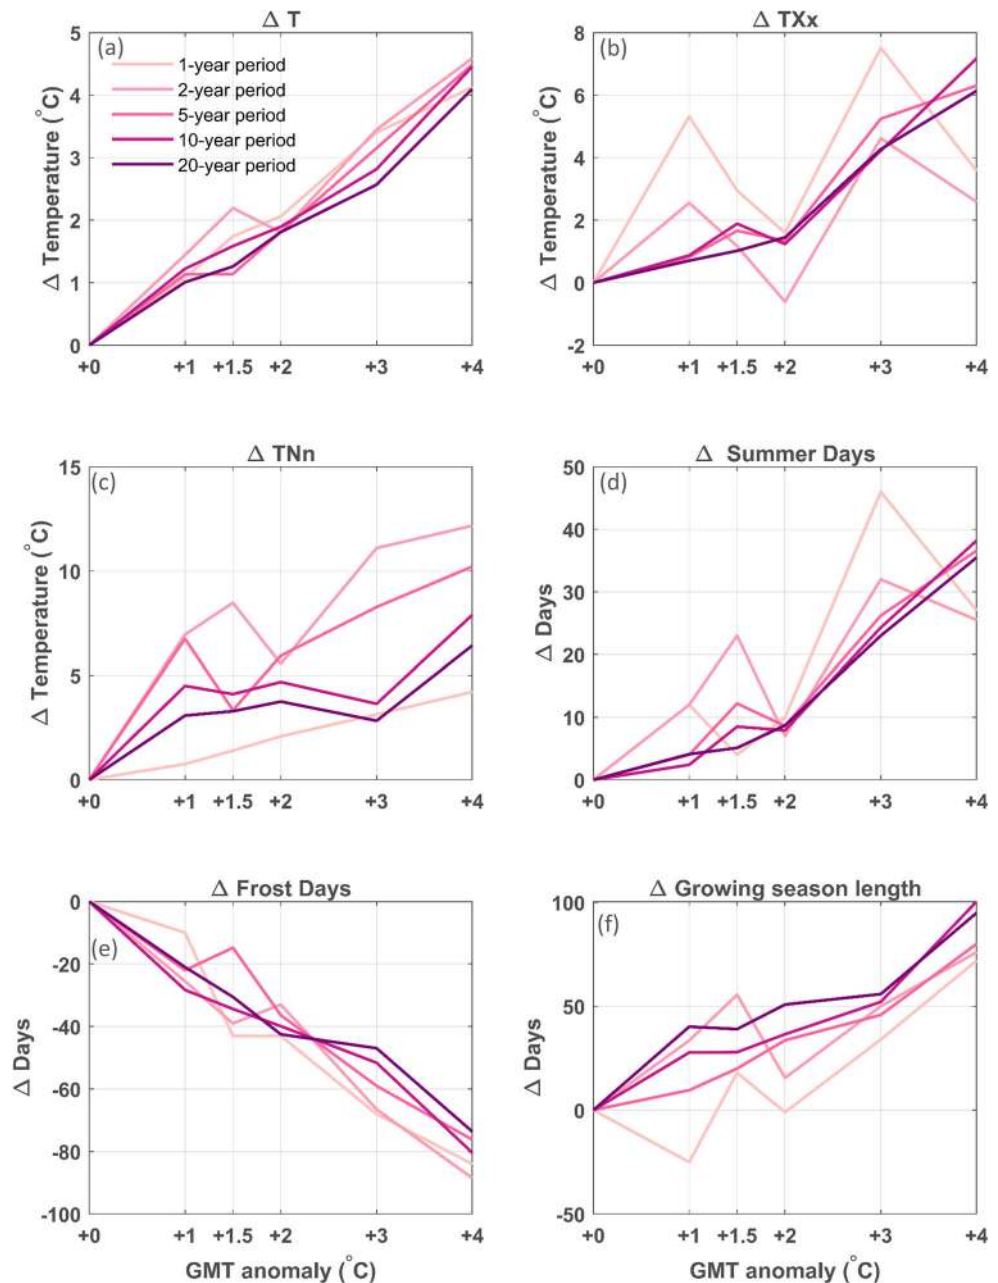 Δ T
(a)
1-year period
2-year period
5-year period
10-year period
20-year period
Δ Temperature (°C)
5
4
3
2
1
0
+0 +1 +1.5 +2 +3 +4
Δ TXx
(b)
Δ Temperature (°C)
8
6
4
2
0
-2
+0 +1 +1.5 +2 +3 +4
Δ TNn
(c)
Δ Temperature (°C)
15
10
5
0
+0 +1 +1.5 +2 +3 +4
Δ Summer Days
(d)
Δ Days
50
40
30
20
10
0
+0 +1 +1.5 +2 +3 +4
Δ Frost Days
(e)
Δ Days
0
-20
-40
-60
-80
-100
+0 +1 +1.5 +2 +3 +4
GMT anomaly (°C)
Δ Growing season length
(f)
Δ Days
100
50
0
-50
+0 +1 +1.5 +2 +3 +4
GMT anomaly (°C)